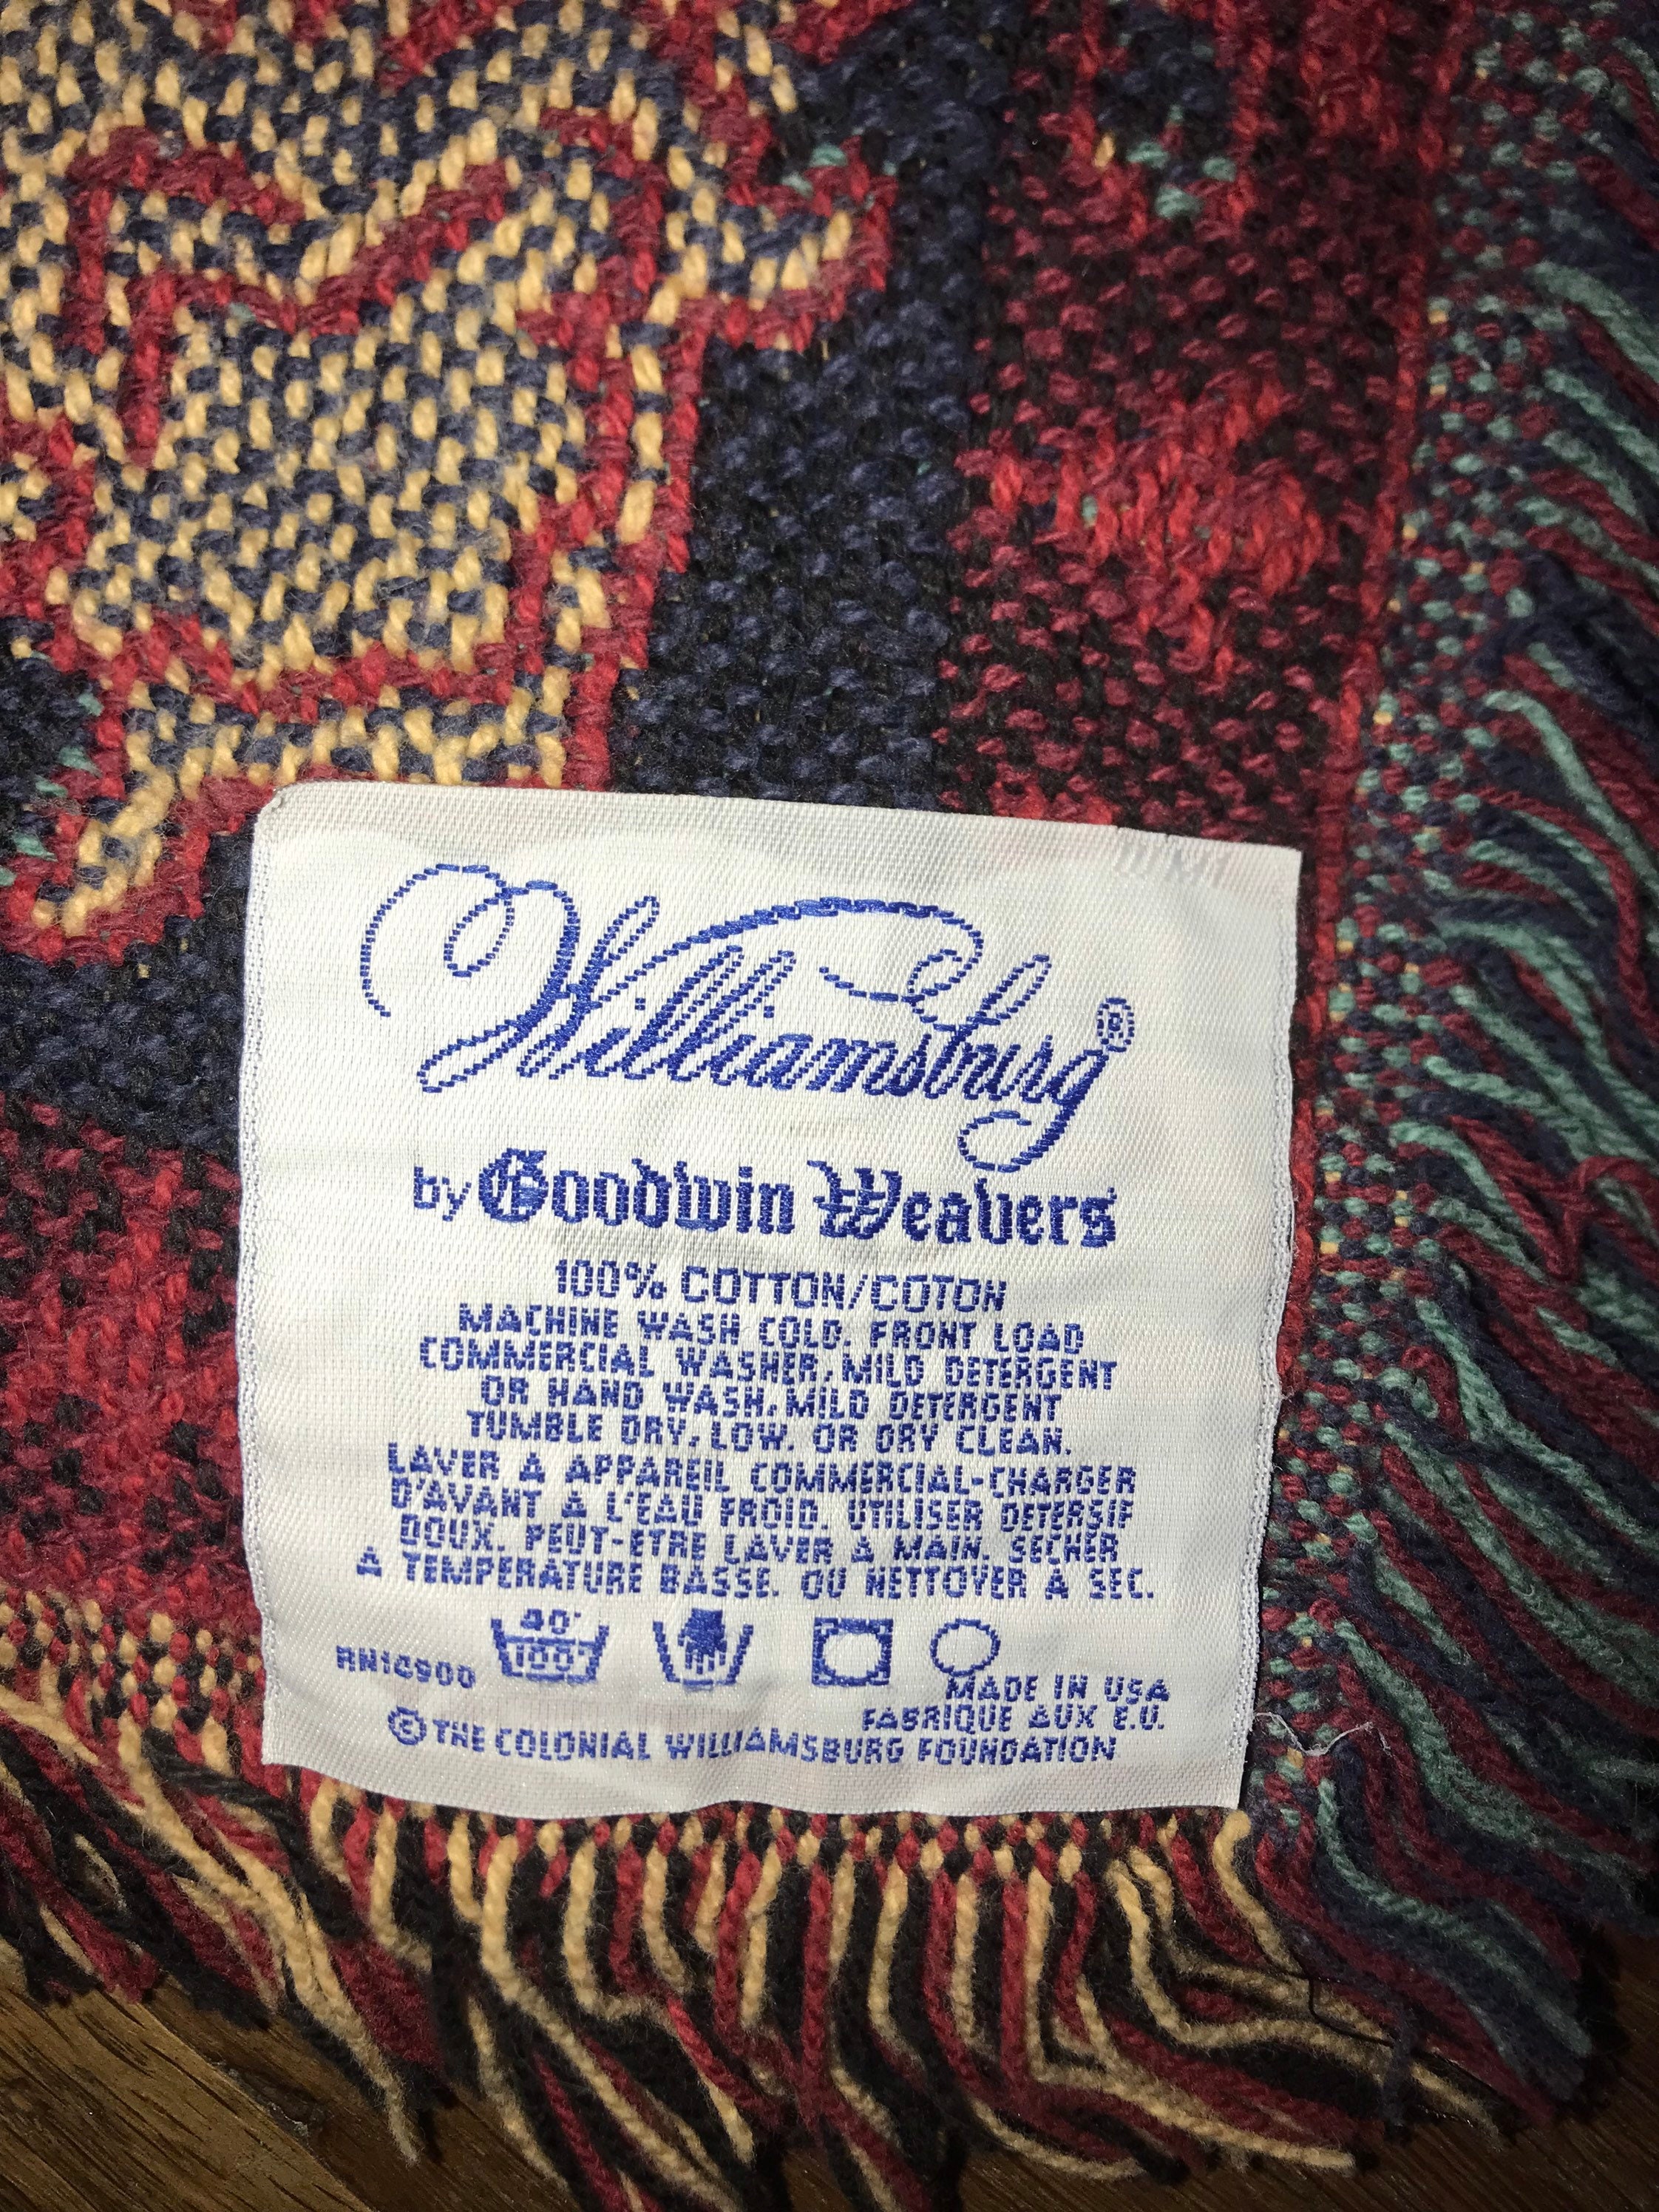 Williamsburg®
by Goodwin Weavers
100% COTTON/COTON
MACHINE WASH COLD. FRONT LOAD
COMMERCIAL WASHER, MILD DETERGENT
OR HAND WASH, MILD DETERGENT
TUMBLE DRY, LOW. OR DRY CLEAN.
LAVER A APPAREIL COMMERCIAL-CHARGER
D'AVANT A L'EAU FROID. UTILISER DETERSIF
DOUX. PEUT-ETRE LAVER A MAIN. SECHER
A TEMPERATURE BASSE. OU NETTOYER A SEC.
40°
100°
MADE IN USA
FABRIQUE AUX E.U.
© THE COLONIAL WILLIAMSBURG FOUNDATION